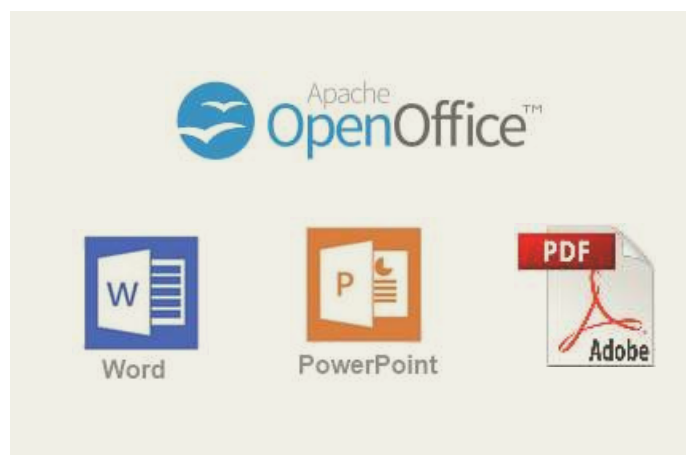 Apache
OpenOffice™
W
P
PDF
Adobe
Word
PowerPoint